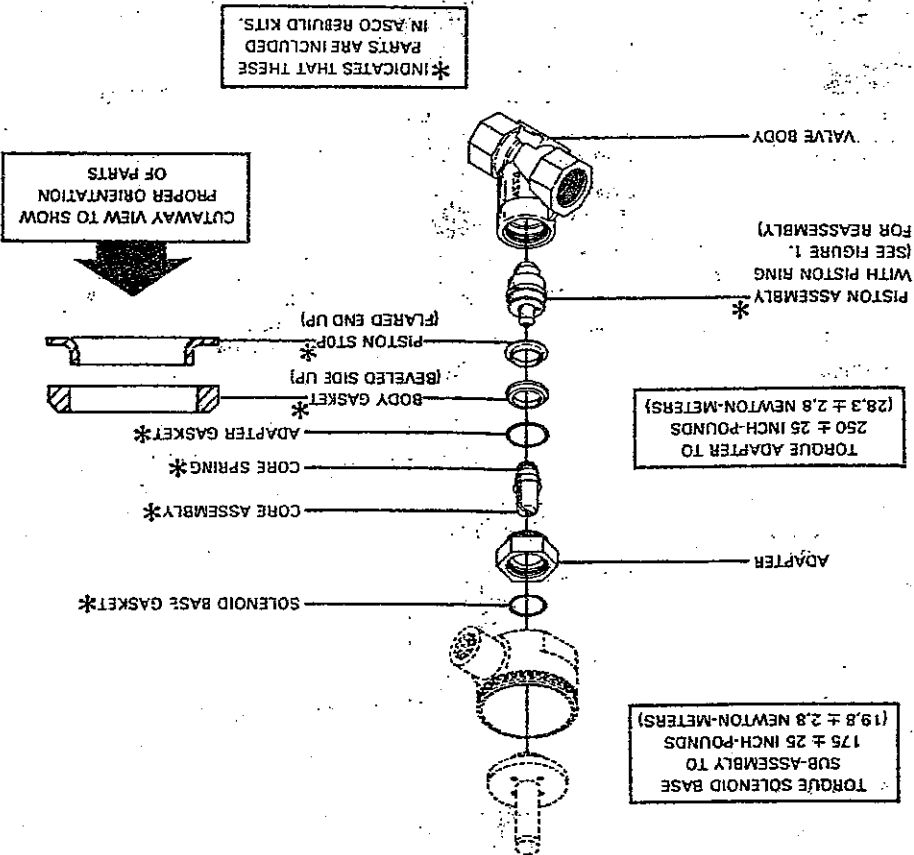 TORQUE SOLENOID BASE
SUB-ASSEMBLY TO
175 ± 25 INCH-POUNDS
(19,8 ± 2,8 NEWTON-METERS)
SOLENOID BASE GASKET*
ADAPTER
CORE ASSEMBLY*
CORE SPRING*
ADAPTER GASKET*
TORQUE ADAPTER TO
250 ± 25 INCH-POUNDS
(28,3 ± 2,8 NEWTON-METERS)
BODY GASKET*
(BEVELED SIDE UP)
PISTON STOP*
(FLARED END UP)
*
PISTON ASSEMBLY
WITH PISTON RING
(SEE FIGURE 1.
FOR REASSEMBLY)
CUTAWAY VIEW TO SHOW
PROPER ORIENTATION
OF PARTS
VALVE BODY
*INDICATES THAT THESE
PARTS ARE INCLUDED
IN ASCO REBUILD KITS.